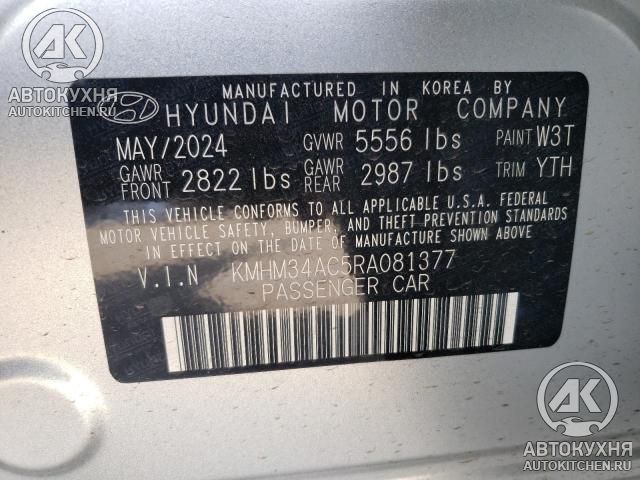 АВТОКУХНЯ
AUTOKITCHEN.RU
MANUFACTURED IN KOREA BY
HYUNDAI MOTOR COMPANY
MAY/2024 GVWR 5556 lbs PAINT W3T
GAWR FRONT 2822 lbs GAWR REAR 2987 lbs TRIM YTH
THIS VEHICLE CONFORMS TO ALL APPLICABLE U.S.A. FEDERAL
MOTOR VEHICLE SAFETY, BUMPER, AND THEFT PREVENTION STANDARDS
IN EFFECT ON THE DATE OF MANUFACTURE SHOWN ABOVE.
V.I.N KMHM34AC5RA081377
PASSENGER CAR
АВТОКУХНЯ
AUTOKITCHEN.RU